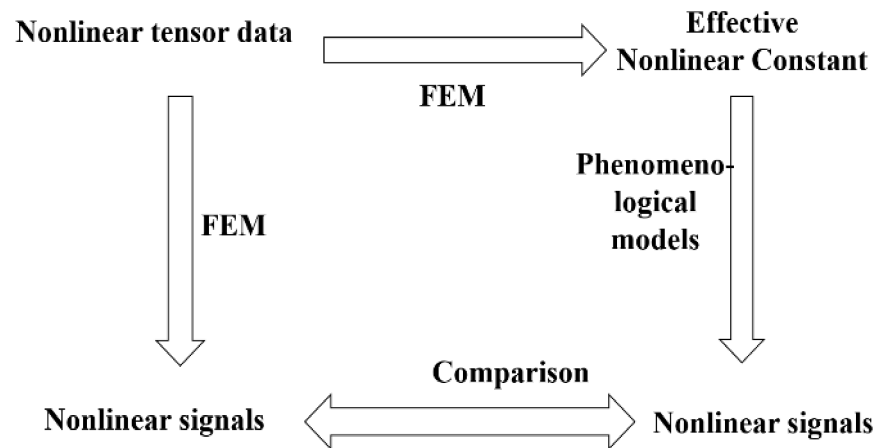 Nonlinear tensor data
Effective
Nonlinear Constant
FEM
Phenomeno-
logical
models
FEM
Comparison
Nonlinear signals
Nonlinear signals